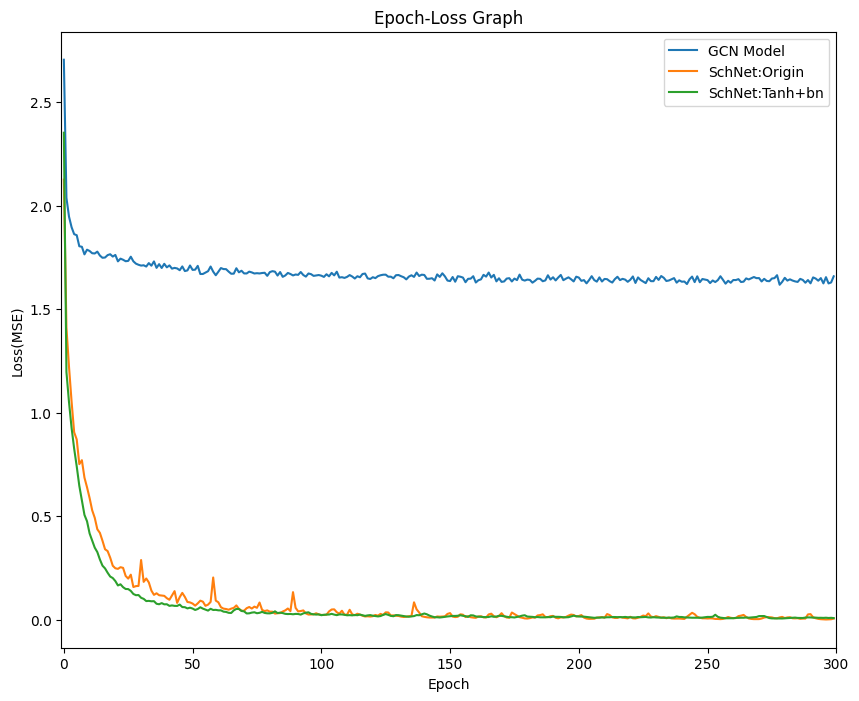 Epoch-Loss Graph
GCN Model
SchNet:Origin
SchNet:Tanh+bn
Loss(MSE)
2.5
2.0
1.5
1.0
0.5
0.0
0 50 100 150 200 250 300
Epoch